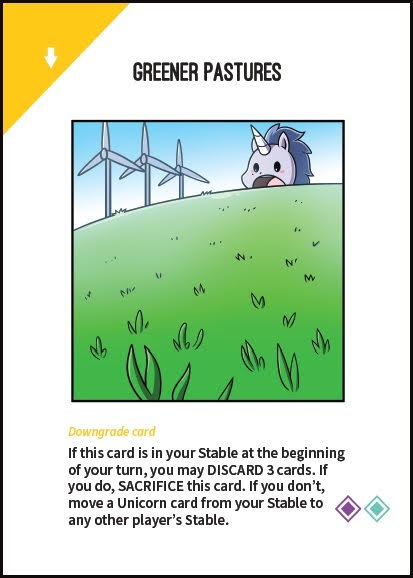 GREENER PASTURES
Downgrade card
If this card is in your Stable at the beginning
of your turn, you may DISCARD 3 cards. If
you do, SACRIFICE this card. If you don't,
move a Unicorn card from your Stable to
any other player's Stable.